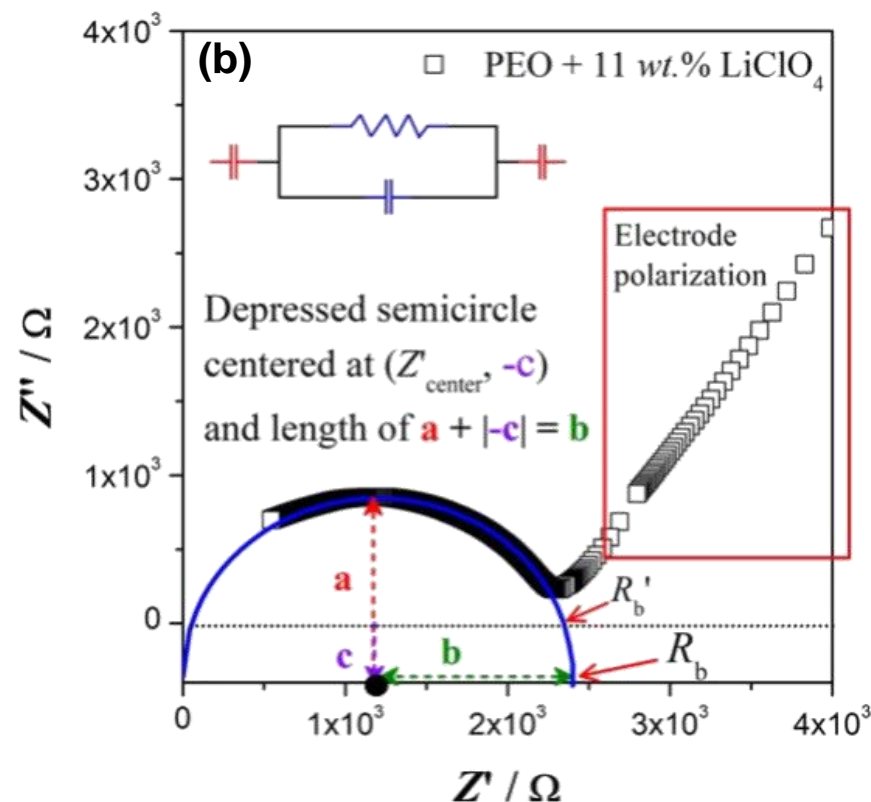 (b)
PEO + 11 wt.% LiClO₄
Electrode
polarization
Depressed semicircle
centered at (Z'center, -c)
and length of a + |-c| = b
a
c
b
Rb'
Rb
4x10³
3x10³
2x10³
1x10³
0
Z" / Ω
0
1x10³
2x10³
3x10³
4x10³
Z' / Ω